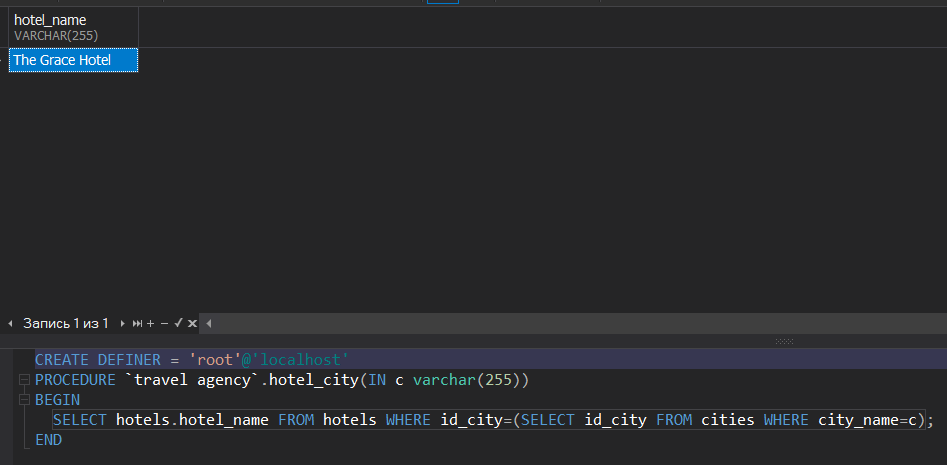 hotel_name
VARCHAR(255)
The Grace Hotel
Запись 1 из 1
CREATE DEFINER = 'root'@'localhost'
PROCEDURE `travel agency`.hotel_city(IN c varchar(255))
BEGIN
SELECT hotels.hotel_name FROM hotels WHERE id_city=(SELECT id_city FROM cities WHERE city_name=c);
END